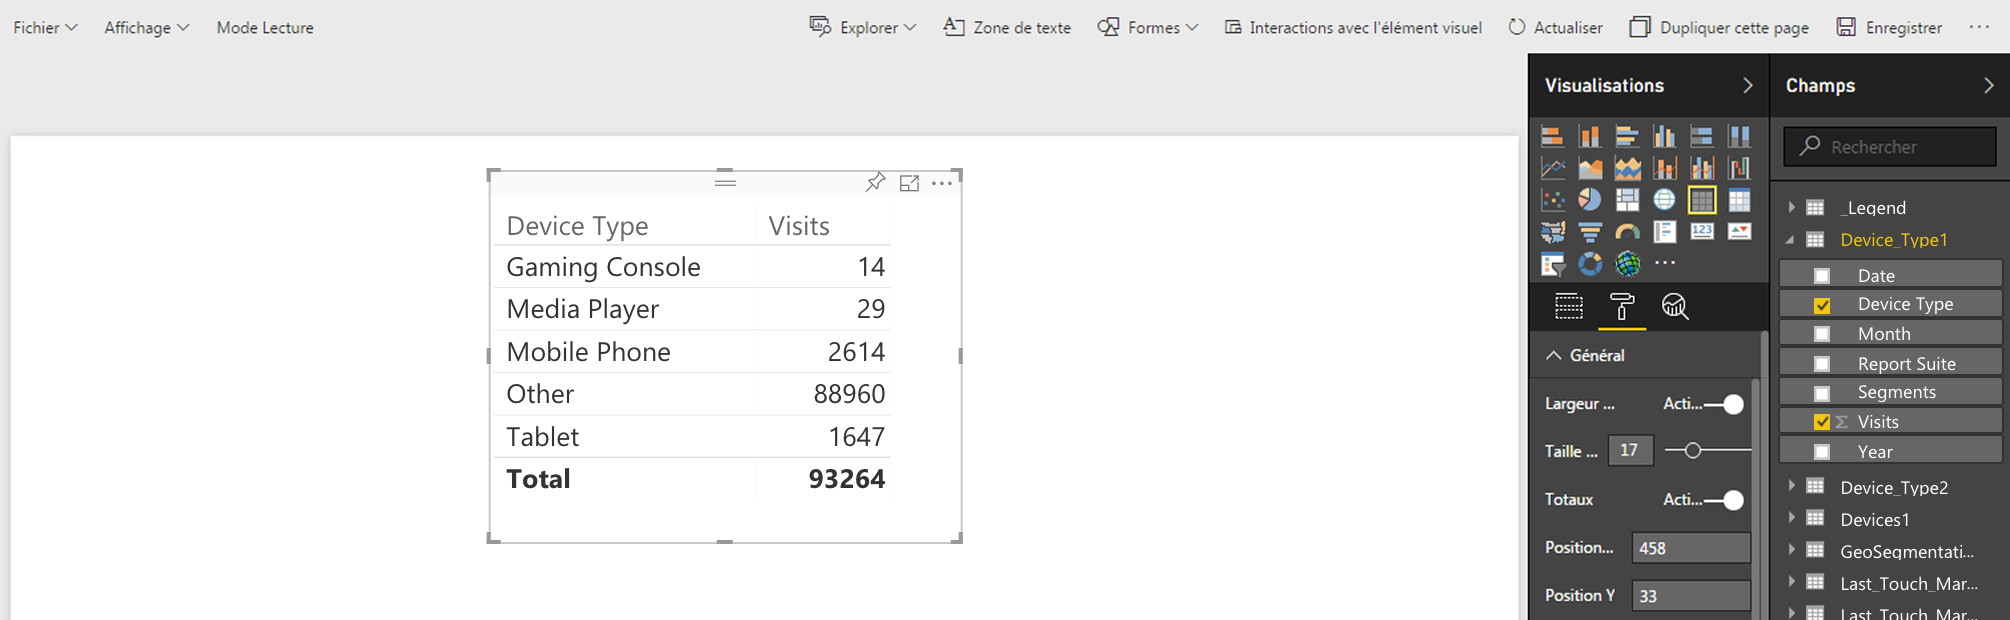 Fichier Affichage Mode Lecture Explorer Zone de texte Formes Interactions avec l'élément visuel Actualiser Dupliquer cette page Enregistrer ...
Device Type Visits
Gaming Console 14
Media Player 29
Mobile Phone 2614
Other 88960
Tablet 1647
Total 93264
Visualisations
123
Général
Largeur ... Acti...
Taille ... 17
Totaux Acti...
Position... 458
Position Y 33
Champs
Rechercher
_Legend
Device_Type1
Date
Device Type
Month
Report Suite
Segments
Σ Visits
Year
Device_Type2
Devices1
GeoSegmentati...
Last_Touch_Mar...
Last_Touch_Mar...